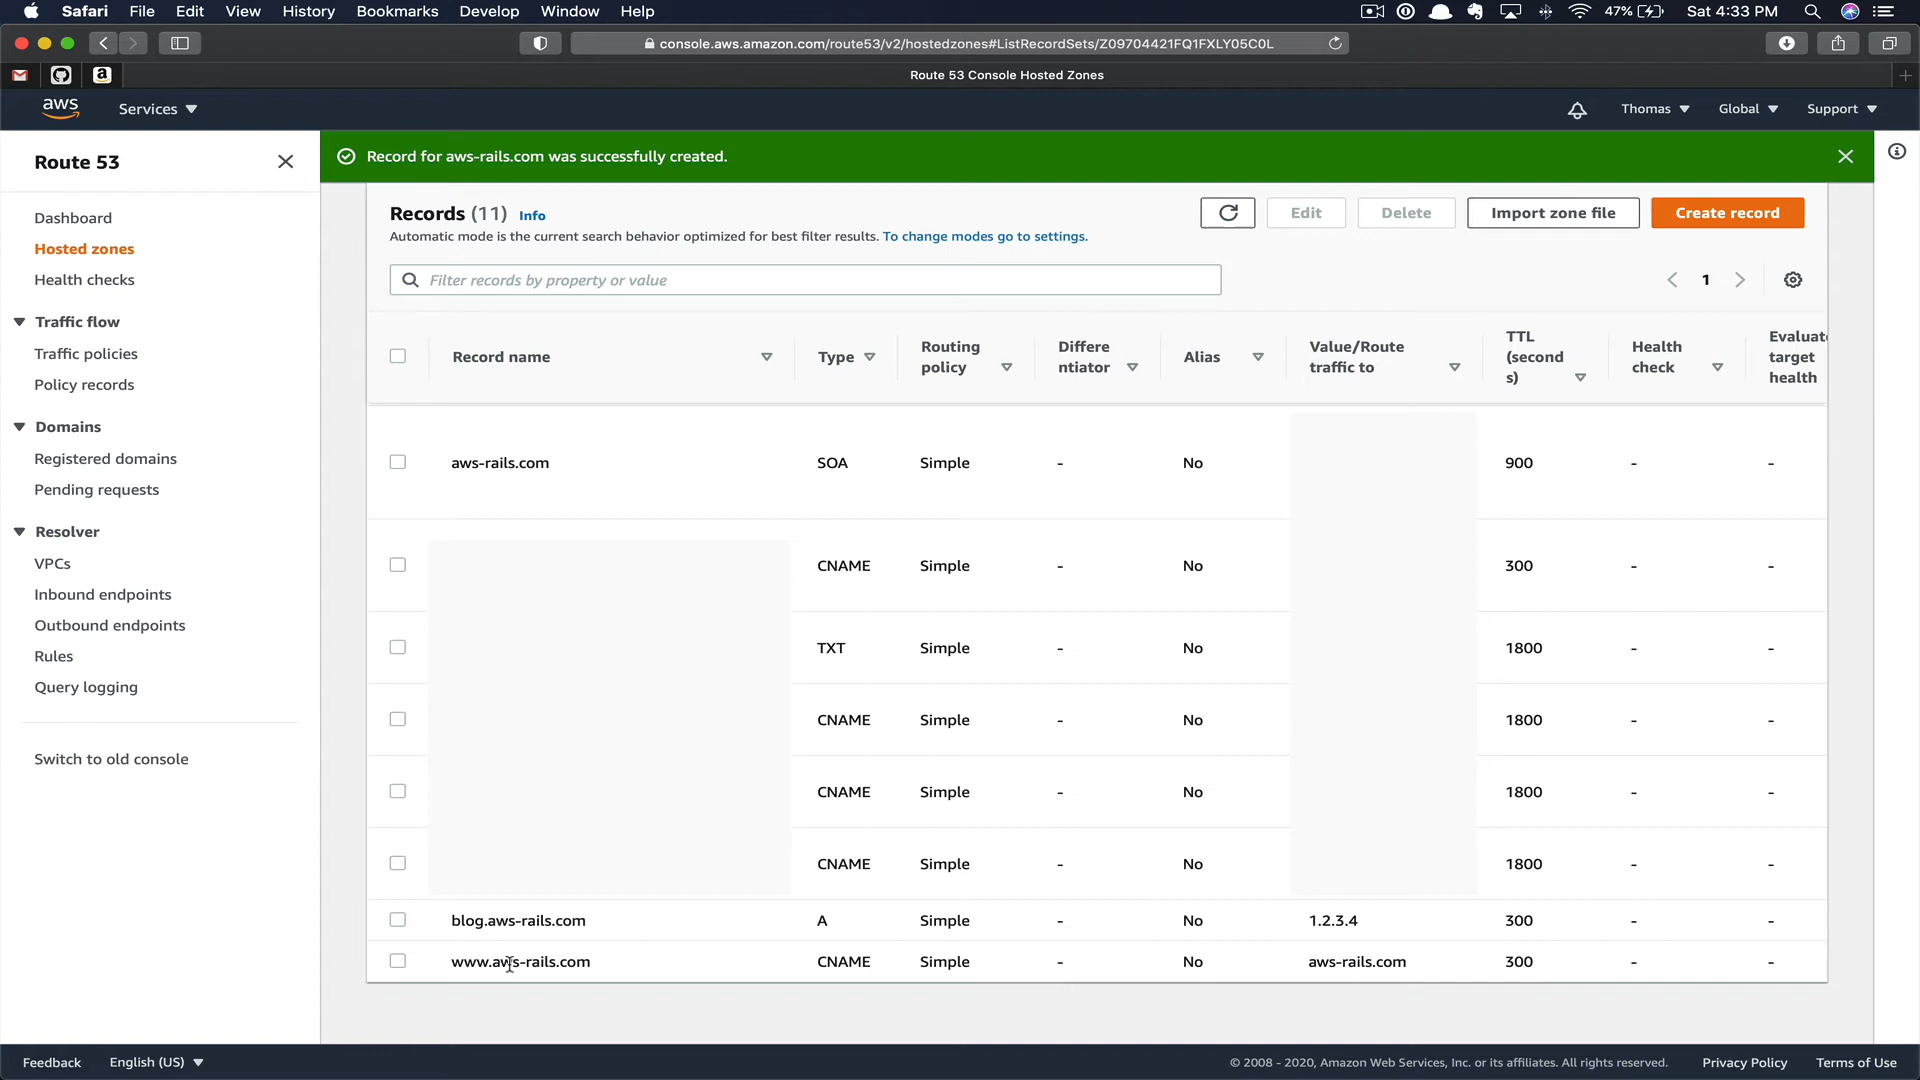 Safari File Edit View History Bookmarks Develop Window Help 47% Sat 4:33 PM
console.aws.amazon.com/route53/v2/hostedzones#ListRecordSets/Z09704421FQ1FXLY05C0L
Route 53 Console Hosted Zones
aws Services Thomas Global Support
Route 53
Dashboard
Hosted zones
Health checks
Traffic flow
Traffic policies
Policy records
Domains
Registered domains
Pending requests
Resolver
VPCs
Inbound endpoints
Outbound endpoints
Rules
Query logging
Switch to old console
Record for aws-rails.com was successfully created.
Records (11) Info
Automatic mode is the current search behavior optimized for best filter results. To change modes go to settings.
Edit Delete Import zone file Create record
Filter records by property or value
1
Record name
Type
Routing
policy
Differe
ntiator
Alias
Value/Route
traffic to
TTL
(second
s)
Health
check
Evaluate
target
health
aws-rails.com SOA Simple - No 900 - -
CNAME Simple - No 300 - -
TXT Simple - No 1800 - -
CNAME Simple - No 1800 - -
CNAME Simple - No 1800 - -
CNAME Simple - No 1800 - -
blog.aws-rails.com A Simple - No 1.2.3.4 300 - -
www.aws-rails.com CNAME Simple - No aws-rails.com 300 - -
Feedback English (US) © 2008 - 2020, Amazon Web Services, Inc. or its affiliates. All rights reserved. Privacy Policy Terms of Use